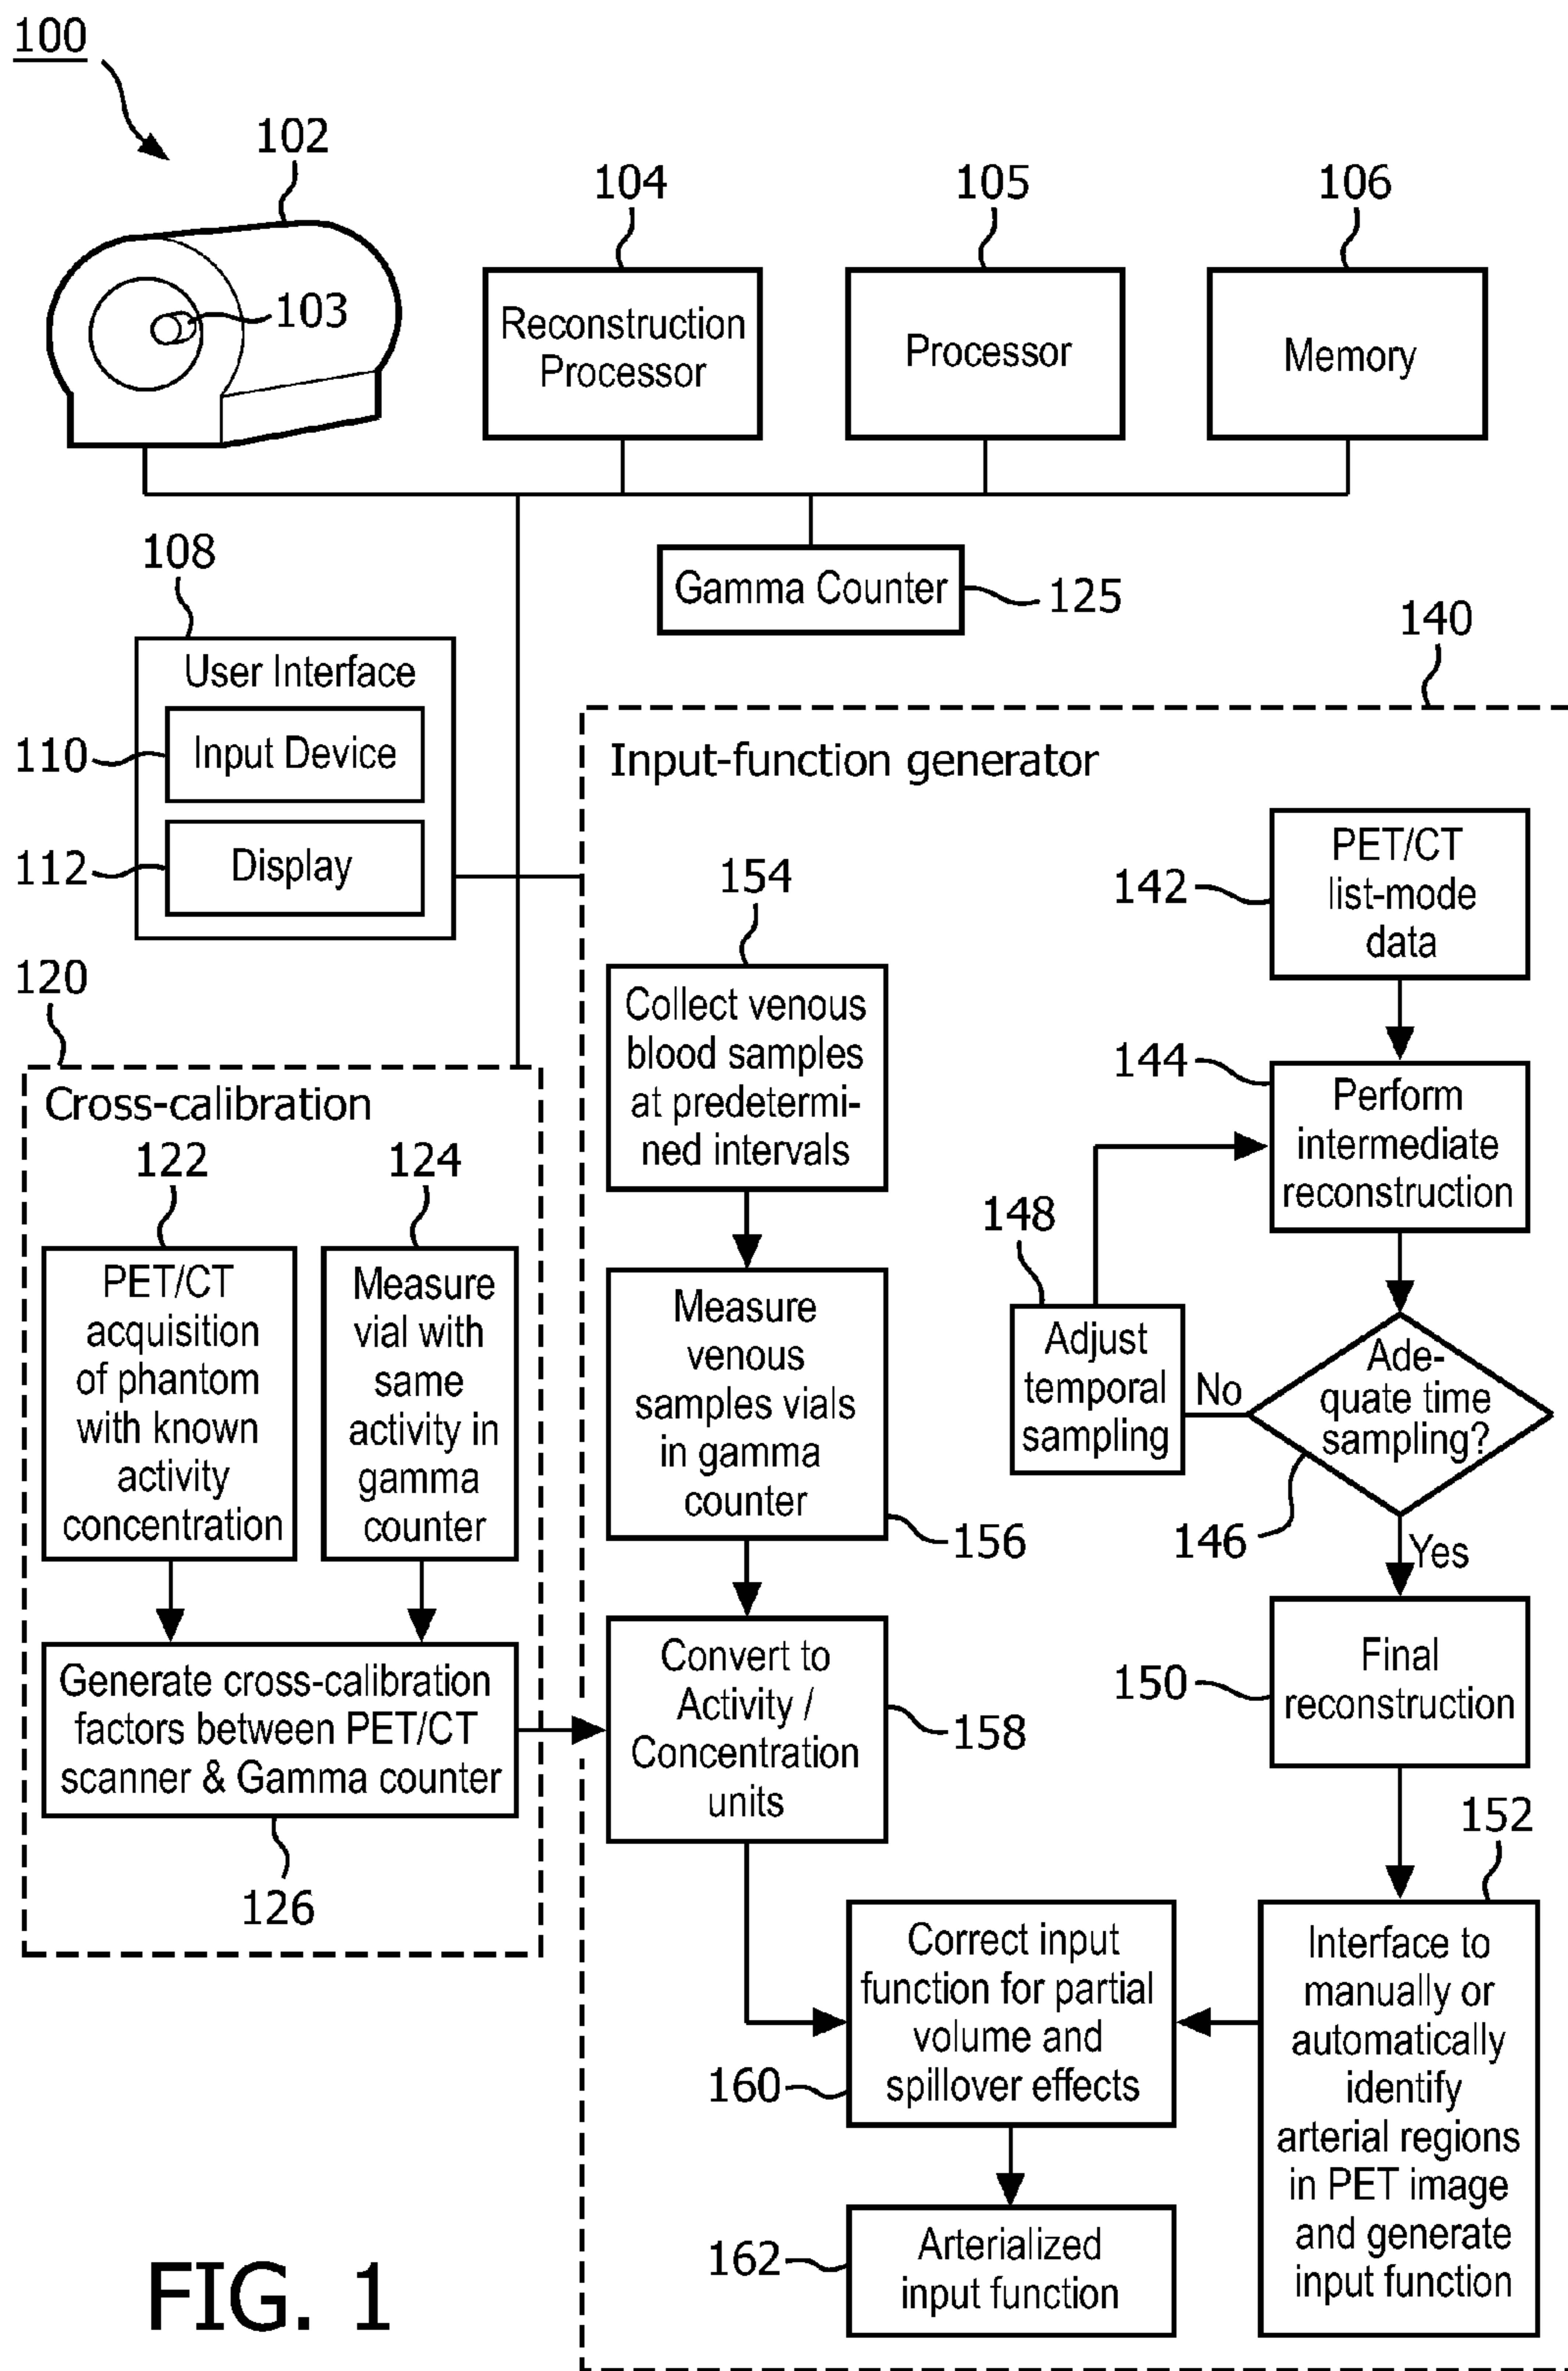 100
102
103
104
105
106
Reconstruction
Processor
Processor
Memory
108
Gamma Counter
125
User Interface
110
Input Device
112
Display
140
Input-function generator
142
PET/CT
list-mode
data
154
Collect venous
blood samples
at predetermi-
ned intervals
144
Perform
intermediate
reconstruction
120
Cross-calibration
122
124
PET/CT
acquisition
of phantom
with known
activity
concentration
Measure
vial with
same
activity in
gamma
counter
Measure
venous
samples vials
in gamma
counter
156
148
Adjust
temporal
sampling
No
Ade-
quate time
sampling?
146
Yes
Generate cross-calibration
factors between PET/CT
scanner & Gamma counter
126
Convert to
Activity /
Concentration
units
158
150
Final
reconstruction
152
Correct input
function for partial
volume and
spillover effects
160
Interface to
manually or
automatically
identify
arterial regions
in PET image
and generate
input function
162
Arterialized
input function
FIG. 1